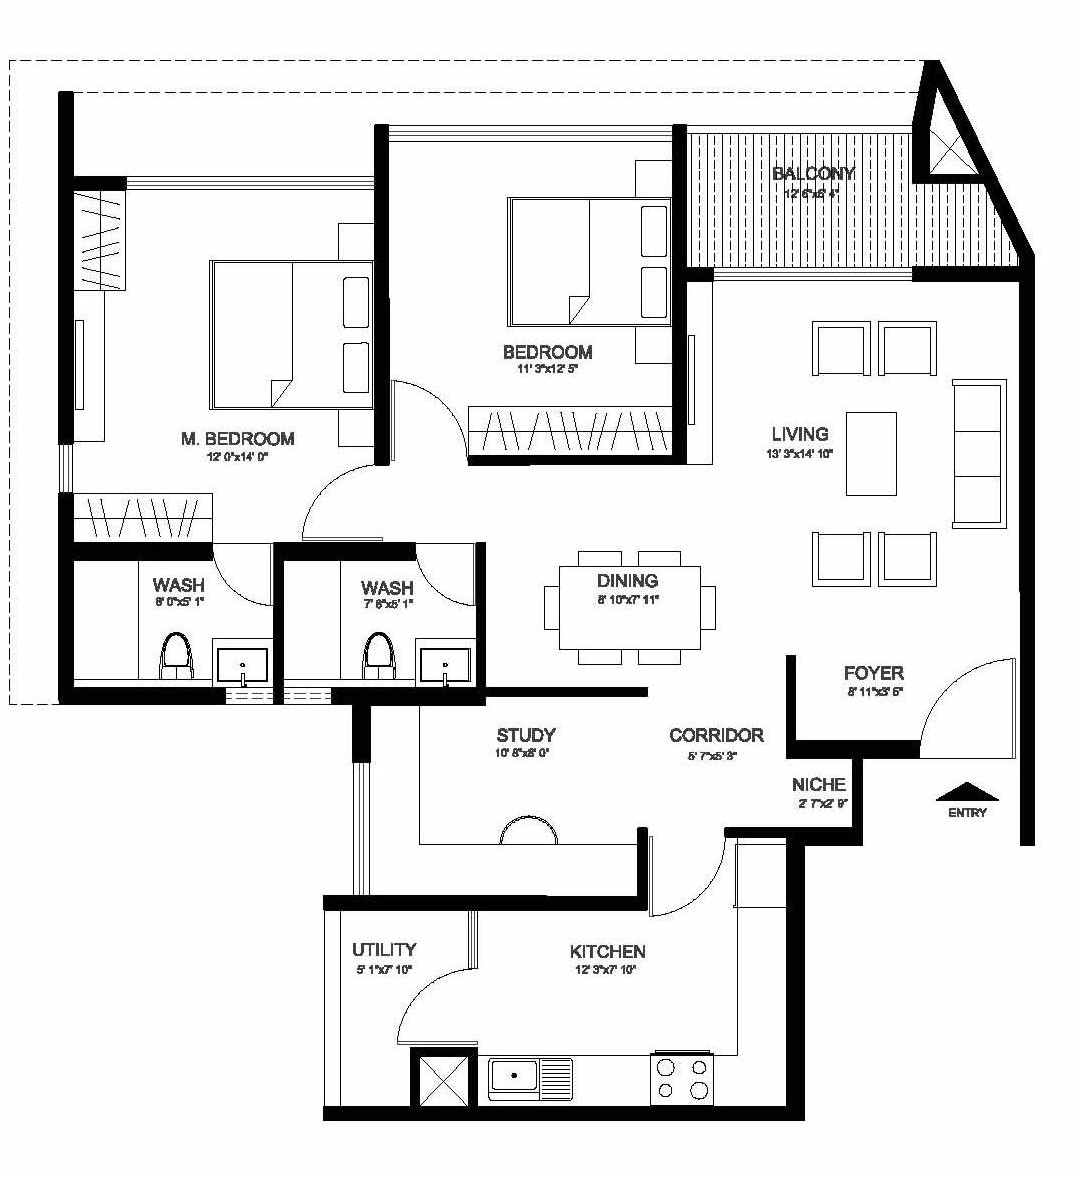 BALCONY
12' 6"x6' 4"
BEDROOM
11' 3"x12' 5"
M. BEDROOM
12' 0"x14' 0"
LIVING
13' 3"x14' 10"
WASH
8' 0"x5' 1"
WASH
7' 8"x5' 1"
DINING
8' 10"x7' 11"
FOYER
8' 11"x3' 6"
STUDY
10' 8"x8' 0"
CORRIDOR
5' 7"x5' 3"
NICHE
2' 7"x2' 9"
ENTRY
UTILITY
5' 1"x7' 10"
KITCHEN
12' 3"x7' 10"